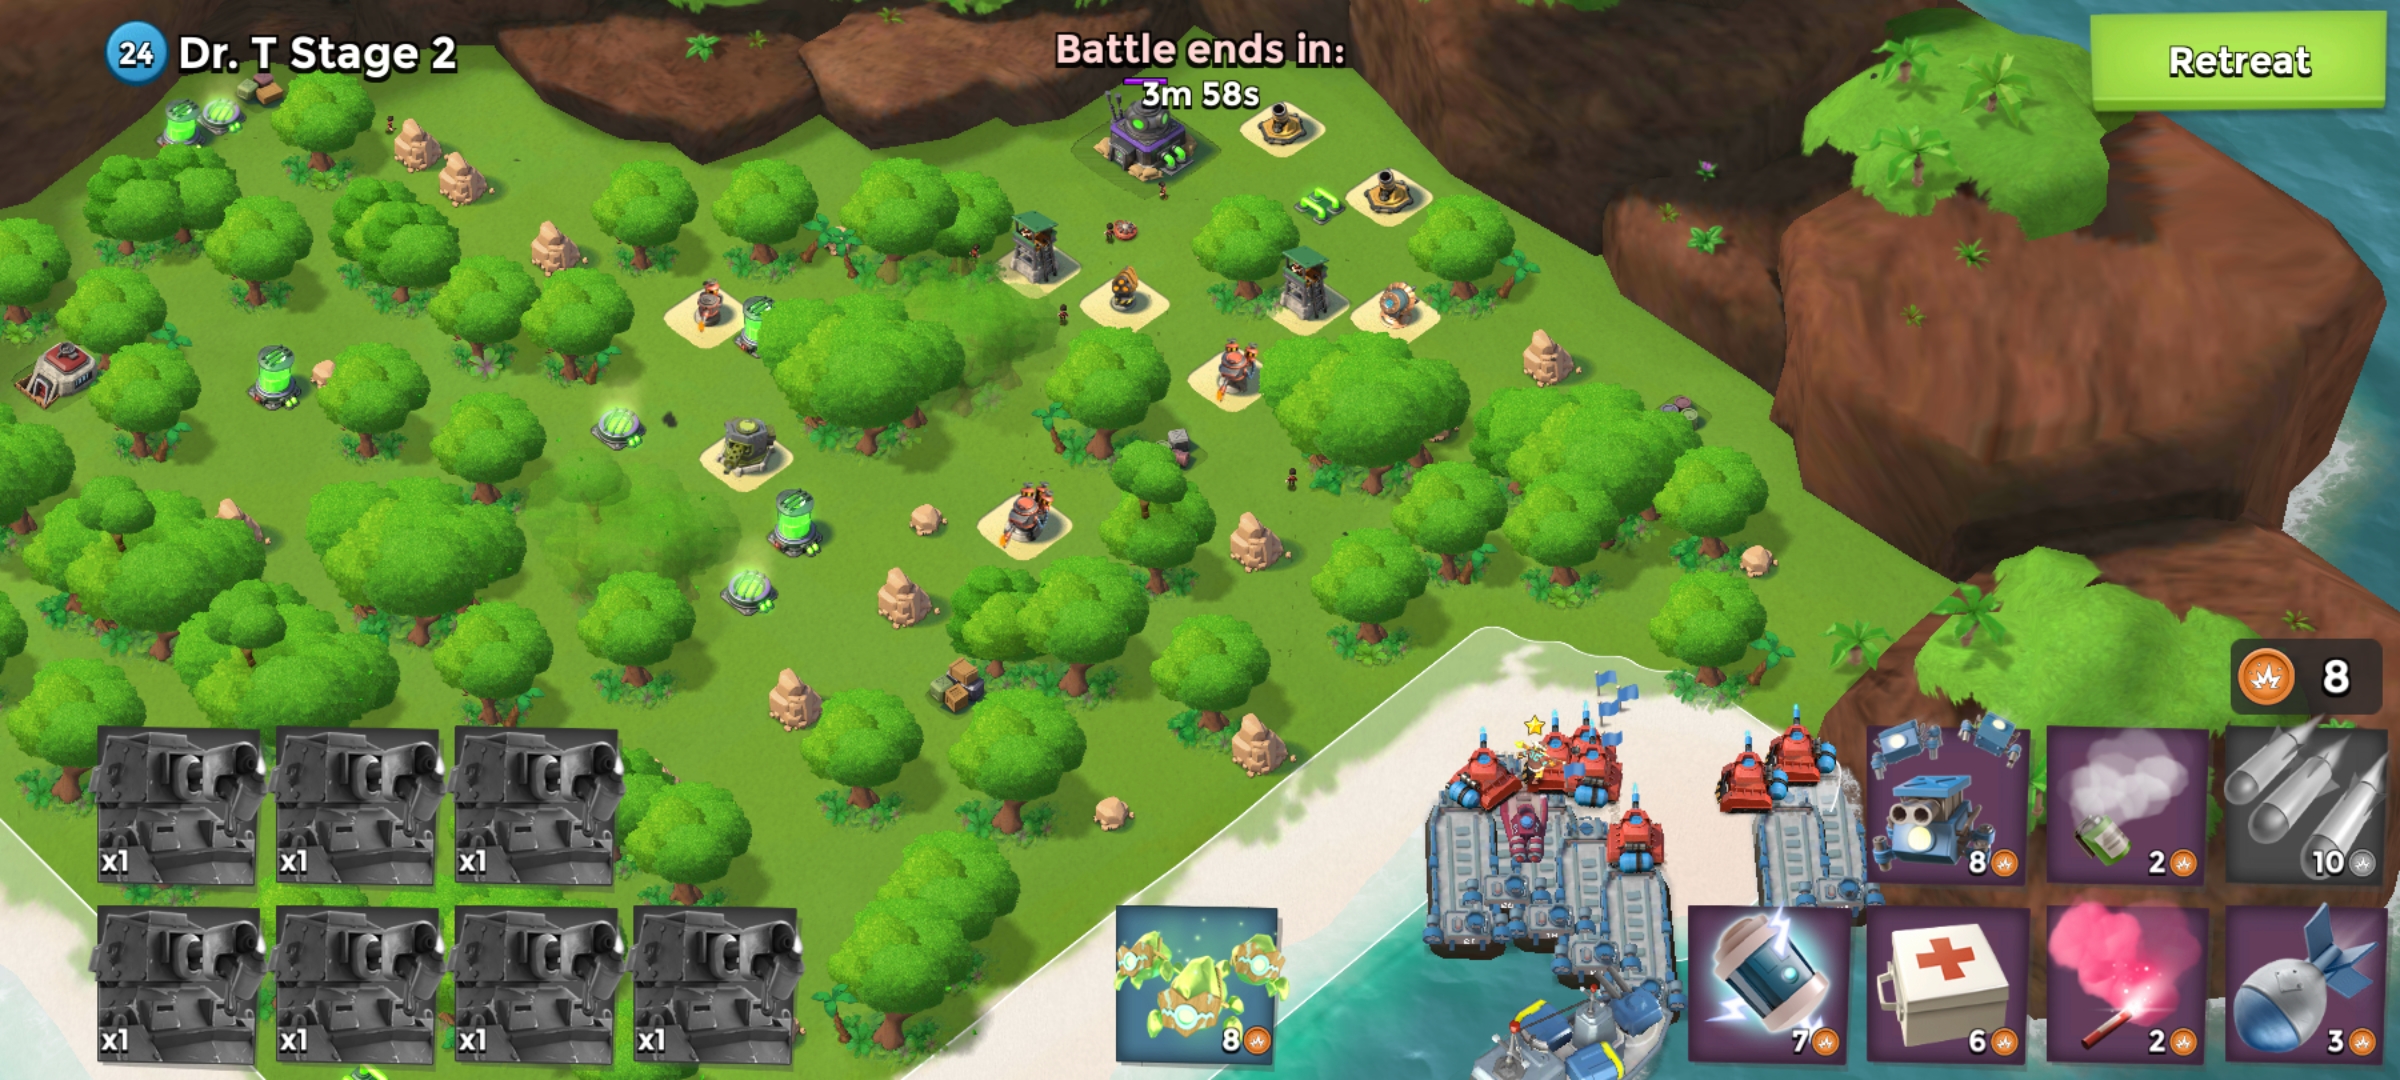 24 Dr. T Stage 2
Battle ends in:
3m 58s
Retreat
8
x1 x1 x1
8 2 10
x1 x1 x1 x1
8
7 6 2 3